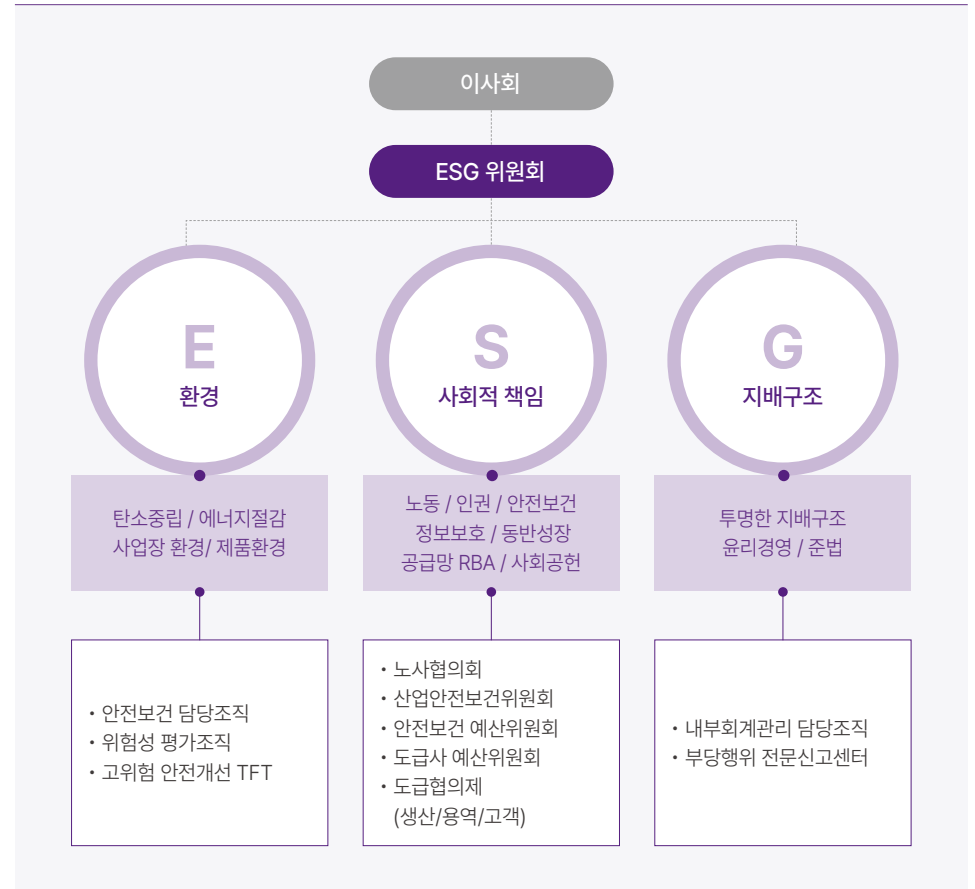 이사회
ESG 위원회
E
환경
탄소중립 / 에너지절감
사업장 환경/ 제품환경
・안전보건 담당조직
・위험성 평가조직
・고위험 안전개선 TFT
S
사회적 책임
노동 / 인권 / 안전보건
정보보호 / 동반성장
공급망 RBA / 사회공헌
・노사협의회
・산업안전보건위원회
・안전보건 예산위원회
・도급사 예산위원회
・도급협의제
(생산/용역/고객)
G
지배구조
투명한 지배구조
윤리경영 / 준법
・내부회계관리 담당조직
・부당행위 전문신고센터